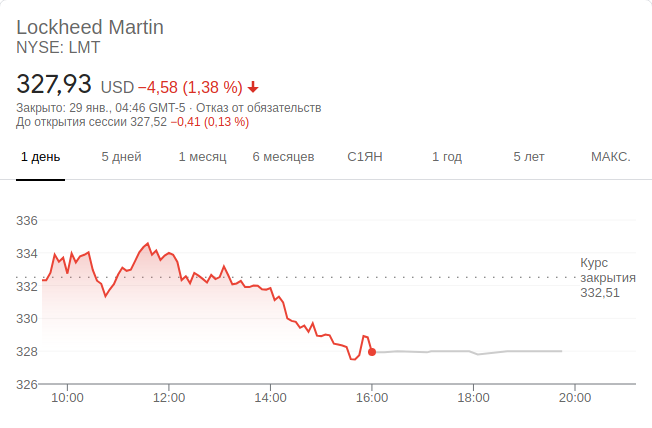 Lockheed Martin
NYSE: LMT
327,93 USD −4,58 (1,38 %)
Закрыто: 29 янв., 04:46 GMT-5 · Отказ от обязательств
До открытия сессии 327,52 −0,41 (0,13 %)
1 день 5 дней 1 месяц 6 месяцев С1ЯН 1 год 5 лет МАКС.
336
334
332
330
328
326
Курс
закрытия
332,51
10:00 12:00 14:00 16:00 18:00 20:00